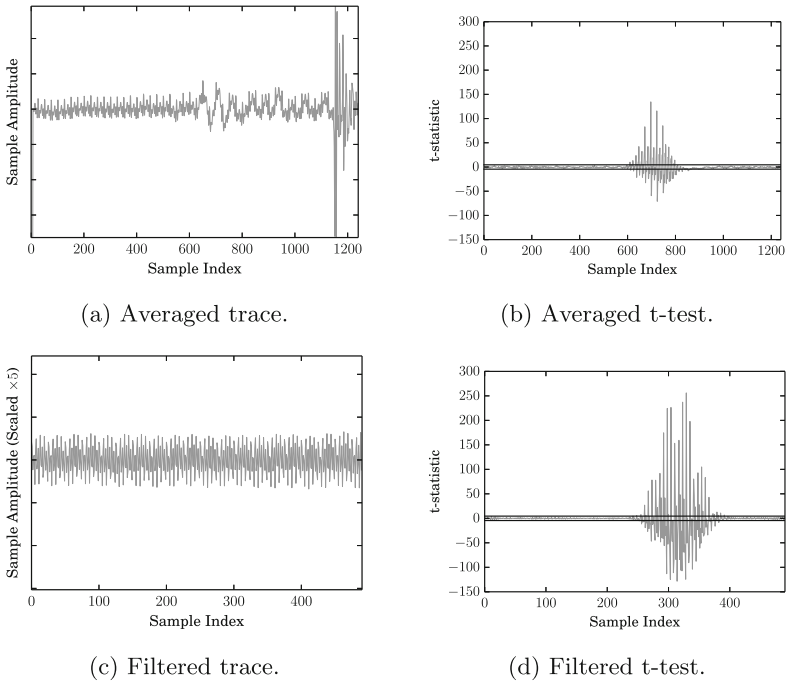 Sample Amplitude
0 200 400 600 800 1000 1200
Sample Index
(a) Averaged trace.
t-statistic
300
250
200
150
100
50
0
−50
−100
−150
0 200 400 600 800 1000 1200
Sample Index
(b) Averaged t-test.
Sample Amplitude (Scaled ×5)
0 100 200 300 400
Sample Index
(c) Filtered trace.
t-statistic
300
250
200
150
100
50
0
−50
−100
−150
0 100 200 300 400
Sample Index
(d) Filtered t-test.